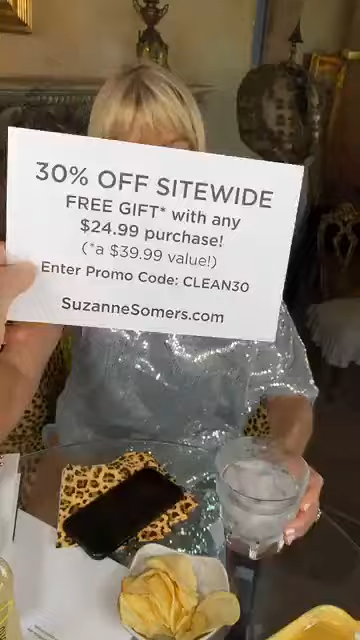 30% OFF SITEWIDE
FREE GIFT* with any
$24.99 purchase!
(*a $39.99 value!)
Enter Promo Code: CLEAN30
SuzanneSomers.com